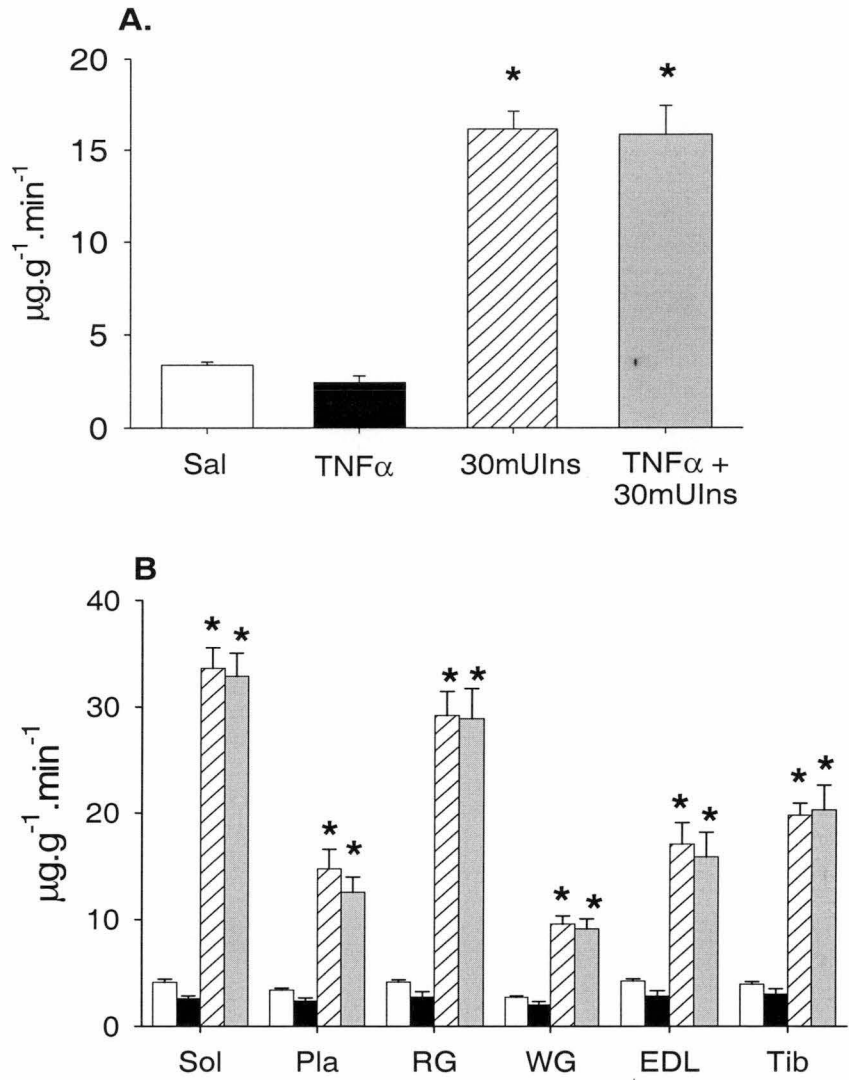 A.
20
15
10
5
0
µg.g⁻¹.min⁻¹
* *
Sal TNFα 30mUIns TNFα +
30mUIns
B
40
30
20
10
0
µg.g⁻¹.min⁻¹
* * * * * * * * * * * *
Sol Pla RG WG EDL Tib